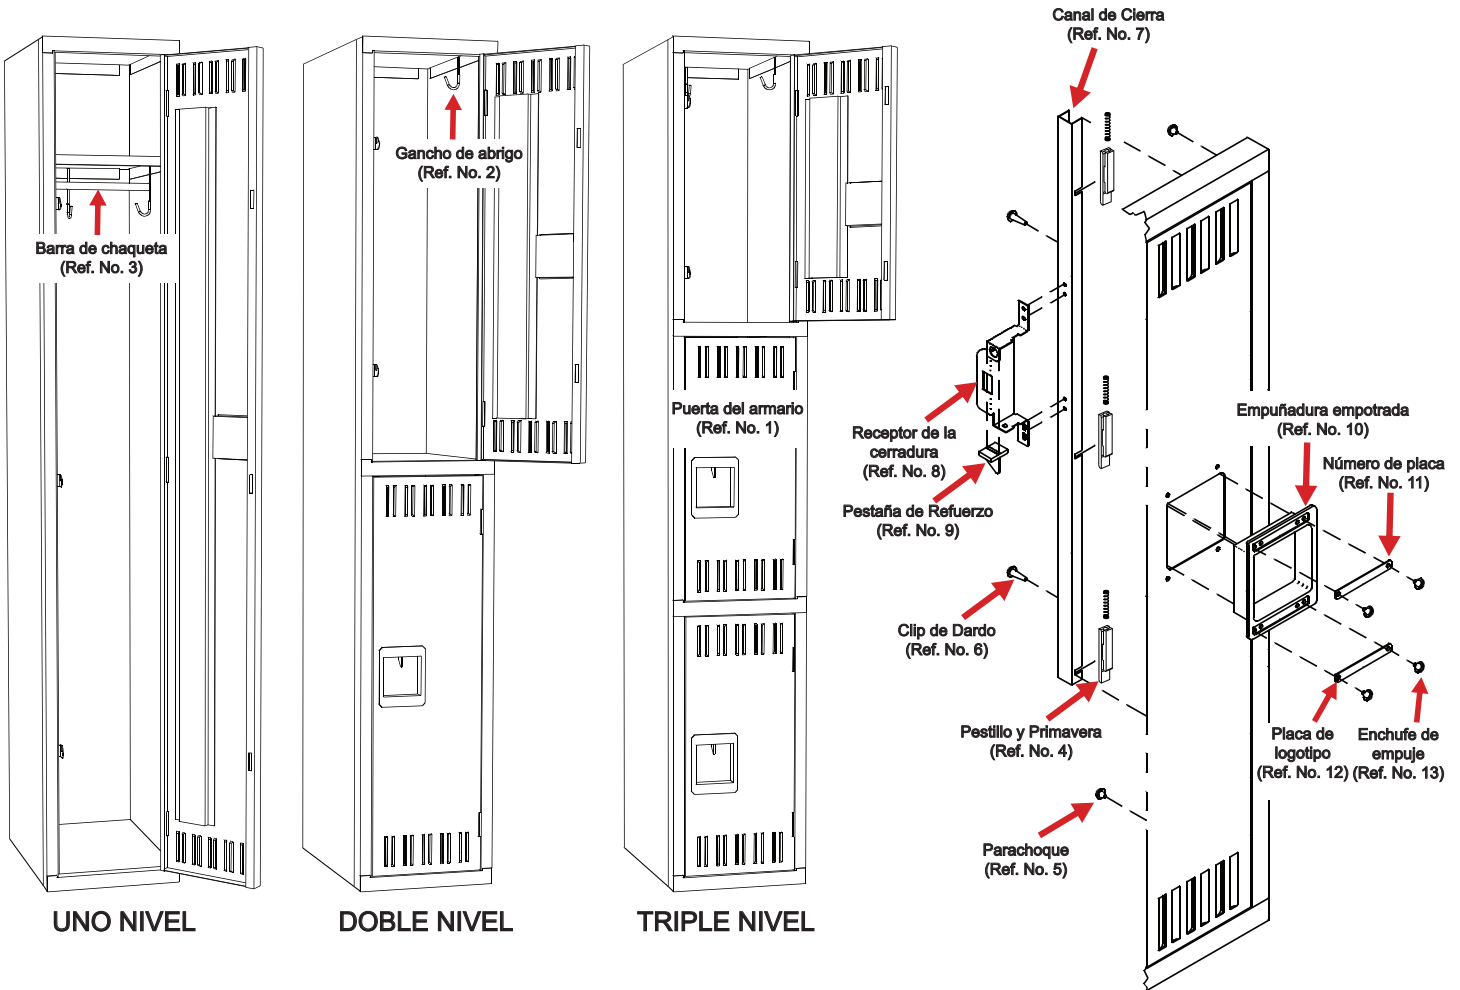 Canal de Cierra
(Ref. No. 7)
Gancho de abrigo
(Ref. No. 2)
Barra de chaqueta
(Ref. No. 3)
Puerta del armario
(Ref. No. 1)
Receptor de la
cerradura
(Ref. No. 8)
Pestaña de Refuerzo
(Ref. No. 9)
Empuñadura empotrada
(Ref. No. 10)
Número de placa
(Ref. No. 11)
Clip de Dardo
(Ref. No. 6)
Pestillo y Primavera
(Ref. No. 4)
Placa de
logotipo
(Ref. No. 12)
Enchufe de
empuje
(Ref. No. 13)
Parachoque
(Ref. No. 5)
UNO NIVEL
DOBLE NIVEL
TRIPLE NIVEL